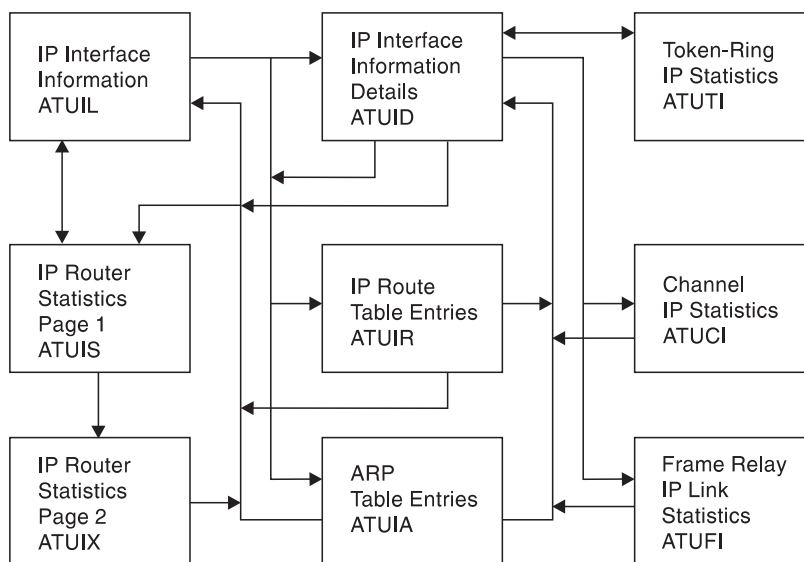 IP Interface
Information
ATUIL
IP Interface
Information
Details
ATUID
Token-Ring
IP Statistics
ATUTI
IP Router
Statistics
Page 1
ATUIS
IP Route
Table Entries
ATUIR
Channel
IP Statistics
ATUCI
IP Router
Statistics
Page 2
ATUIX
ARP
Table Entries
ATUIA
Frame Relay
IP Link
Statistics
ATUFI